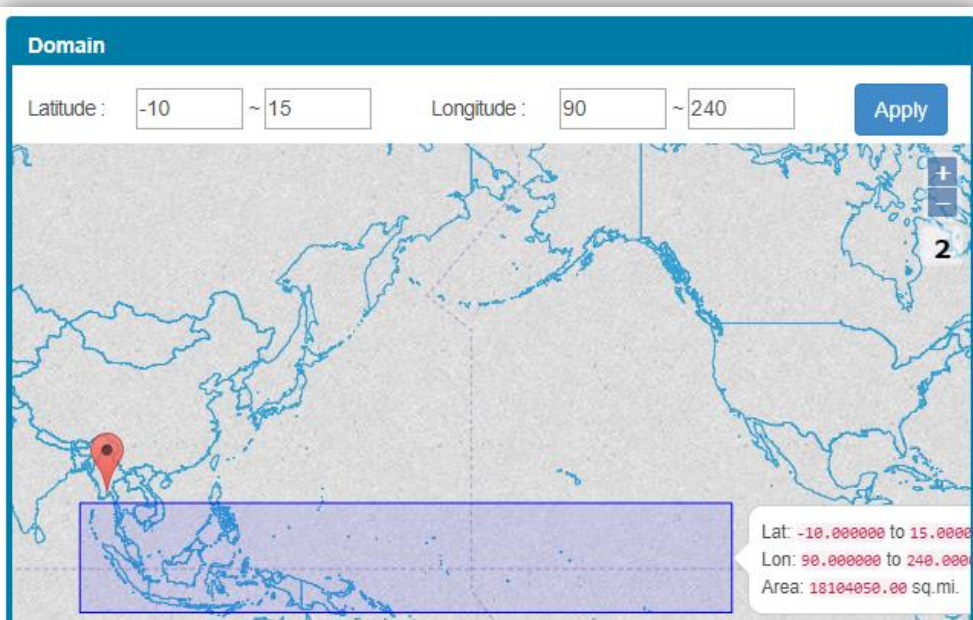 Domain
Latitude : -10 ~ 15 Longitude : 90 ~ 240 Apply
+
−
2
Lat: -10.000000 to 15.0000
Lon: 90.000000 to 240.0000
Area: 18104050.00 sq.mi.